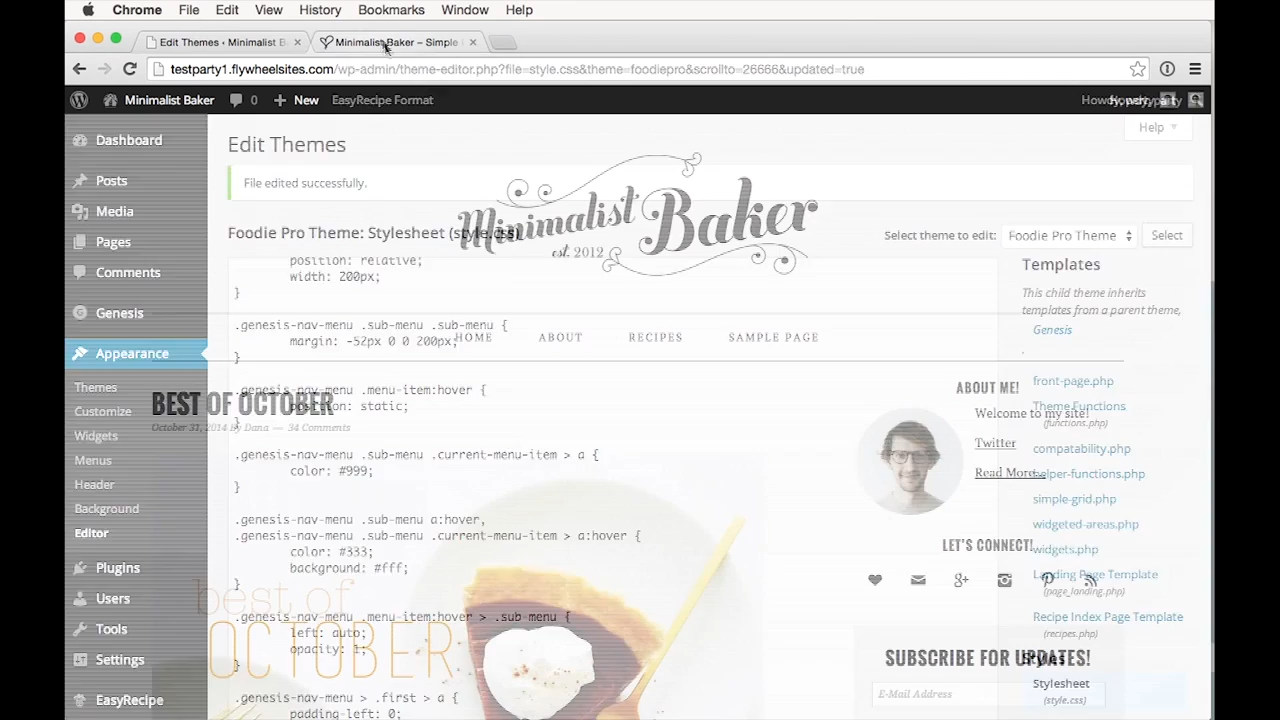 Chrome File Edit View History Bookmarks Window Help
Edit Themes ‹ Minimalist B
Minimalist Baker – Simple
testparty1.flywheelsites.com/wp-admin/theme-editor.php?file=style.css&theme=foodiepro&scrollto=26666&updated=true
Minimalist Baker 0 New EasyRecipe Format
Help
Dashboard
Posts
Media
Pages
Comments
Genesis
Appearance
Themes
Customize
Widgets
Menus
Header
Background
Editor
Plugins
Users
Tools
Settings
EasyRecipe
Edit Themes
File edited successfully.
Minimalist Baker
est. 2012
Foodie Pro Theme: Stylesheet (style.css)
Select theme to edit: Foodie Pro Theme Select
position: relative;
width: 200px;
}
.genesis-nav-menu .sub-menu .sub-menu {
margin: -52px 0 0 200px;
}
HOME ABOUT RECIPES SAMPLE PAGE
.genesis-nav-menu .menu-item:hover {
position: static;
}
BEST OF OCTOBER
October 31, 2014 By Dana — 34 Comments
.genesis-nav-menu .sub-menu .current-menu-item > a {
color: #999;
}
.genesis-nav-menu .sub-menu a:hover,
.genesis-nav-menu .sub-menu .current-menu-item > a:hover {
color: #333;
background: #fff;
}
best of
OCTOBER
.genesis-nav-menu .menu-item:hover > .sub-menu {
left: auto;
opacity: 1;
}
.genesis-nav-menu > .first > a {
padding-left: 0;
ABOUT ME!
Welcome to my site!
Twitter
Read More…
LET'S CONNECT!
SUBSCRIBE FOR UPDATES!
E-Mail Address
Templates
This child theme inherits
templates from a parent theme,
Genesis
.
front-page.php
Theme Functions
(functions.php)
compatability.php
helper-functions.php
simple-grid.php
widgeted-areas.php
widgets.php
Landing Page Template
(page_landing.php)
Recipe Index Page Template
(recipes.php)
Styles
Stylesheet
(style.css)